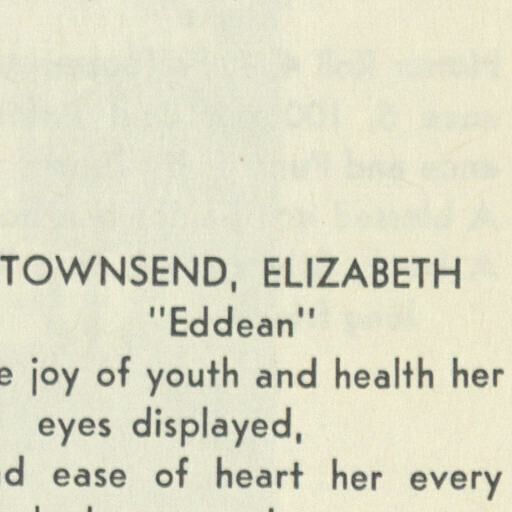 TOWNSEND, ELIZABETH
"Eddean"
joy of youth and health her
eyes displayed,
ease of heart her every